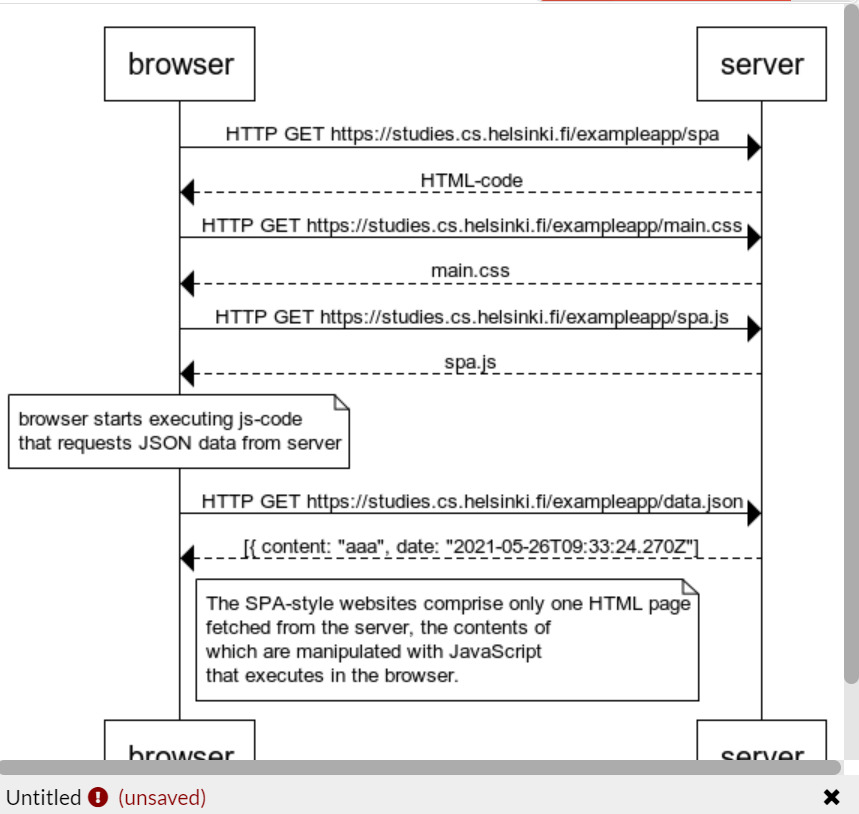 browser server
HTTP GET https://studies.cs.helsinki.fi/exampleapp/spa
HTML-code
HTTP GET https://studies.cs.helsinki.fi/exampleapp/main.css
main.css
HTTP GET https://studies.cs.helsinki.fi/exampleapp/spa.js
spa.js
browser starts executing js-code
that requests JSON data from server
HTTP GET https://studies.cs.helsinki.fi/exampleapp/data.json
[{ content: "aaa", date: "2021-05-26T09:33:24.270Z"]
The SPA-style websites comprise only one HTML page
fetched from the server, the contents of
which are manipulated with JavaScript
that executes in the browser.
browser server
Untitled (unsaved)